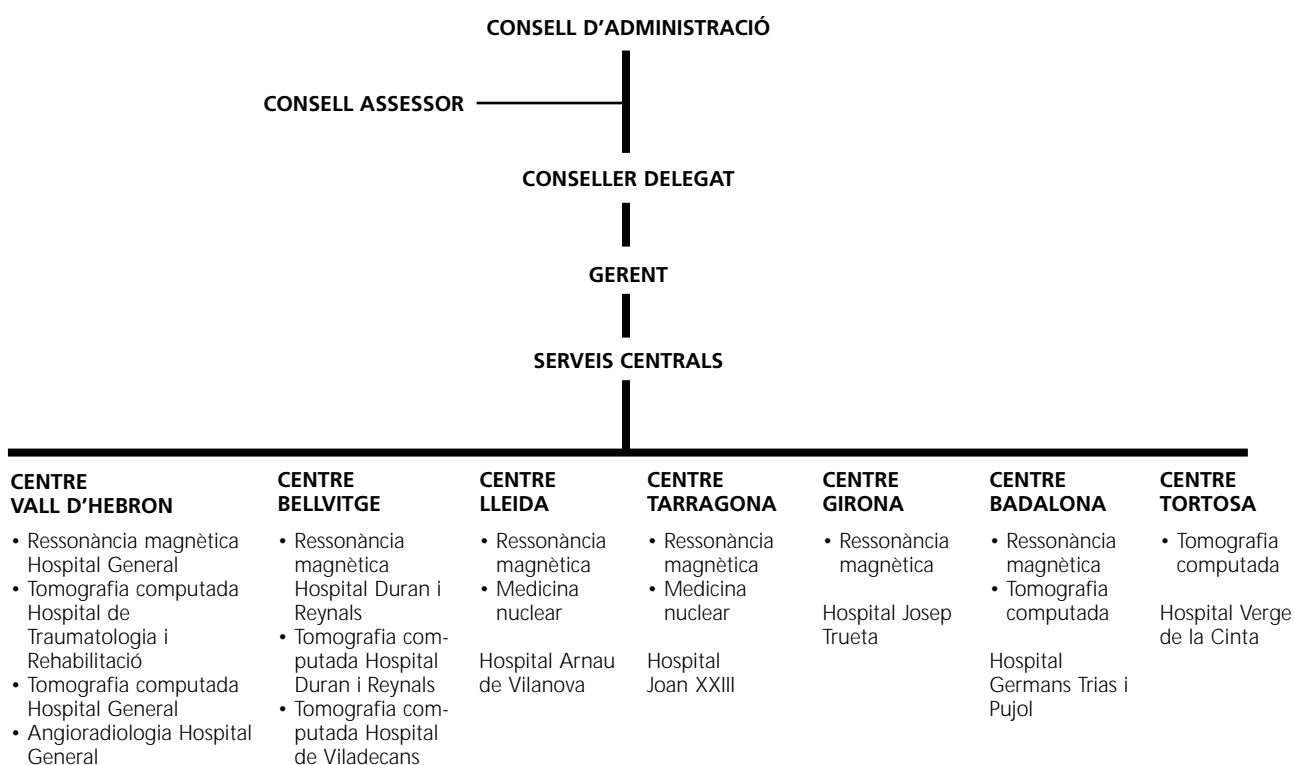 CONSELL D'ADMINISTRACIÓ
CONSELL ASSESSOR
CONSELLER DELEGAT
GERENT
SERVEIS CENTRALS
CENTRE
VALL D'HEBRON
• Ressonància magnètica
Hospital General
• Tomografia computada
Hospital de
Traumatologia i
Rehabilitació
• Tomografia computada
Hospital General
• Angioradiologia Hospital
General
CENTRE
BELLVITGE
• Ressonància
magnètica
Hospital Duran i
Reynals
• Tomografia com-
putada Hospital
Duran i Reynals
• Tomografia com-
putada Hospital
de Viladecans
CENTRE
LLEIDA
• Ressonància
magnètica
• Medicina
nuclear
Hospital Arnau
de Vilanova
CENTRE
TARRAGONA
• Ressonància
magnètica
• Medicina
nuclear
Hospital
Joan XXIII
CENTRE
GIRONA
• Ressonància
magnètica
Hospital Josep
Trueta
CENTRE
BADALONA
• Ressonància
magnètica
• Tomografia
computada
Hospital
Germans Trias i
Pujol
CENTRE
TORTOSA
• Tomografia
computada
Hospital Verge
de la Cinta